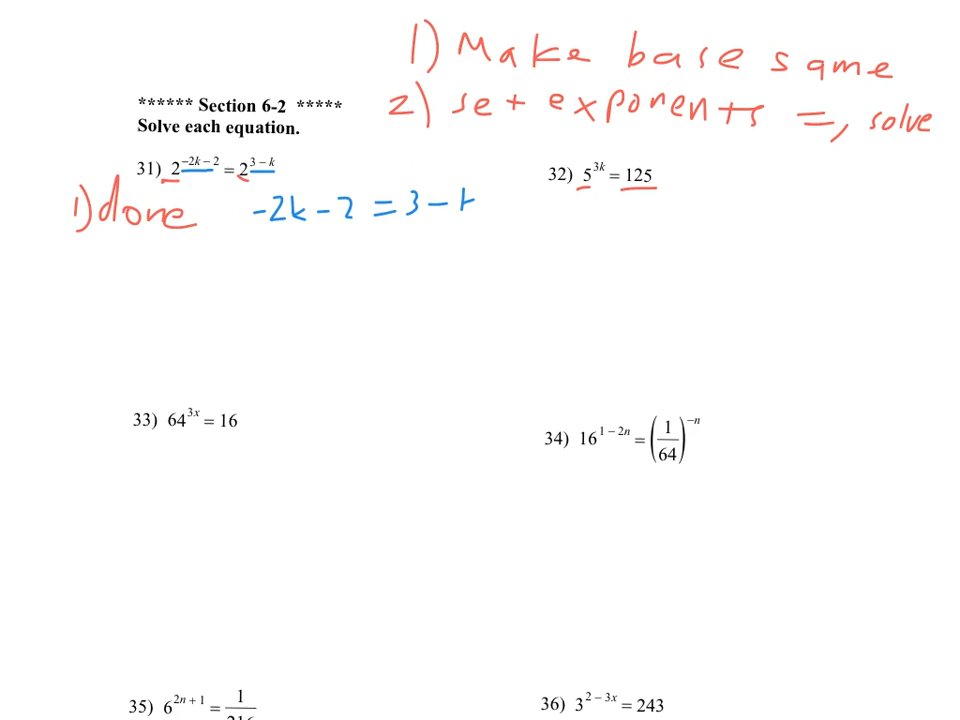 1) Make base same
****** Section 6-2 *****
2) set exponents =, solve
Solve each equation.
31) 2^(-2k - 2) = 2^(3 - k)
32) 5^(3k) = 125
1) done -2k - 2 = 3 - k
33) 64^(3x) = 16
34) 16^(1 - 2n) = (1/64)^(-n)
35) 6^(2n + 1) = 1/216
36) 3^(2 - 3x) = 243